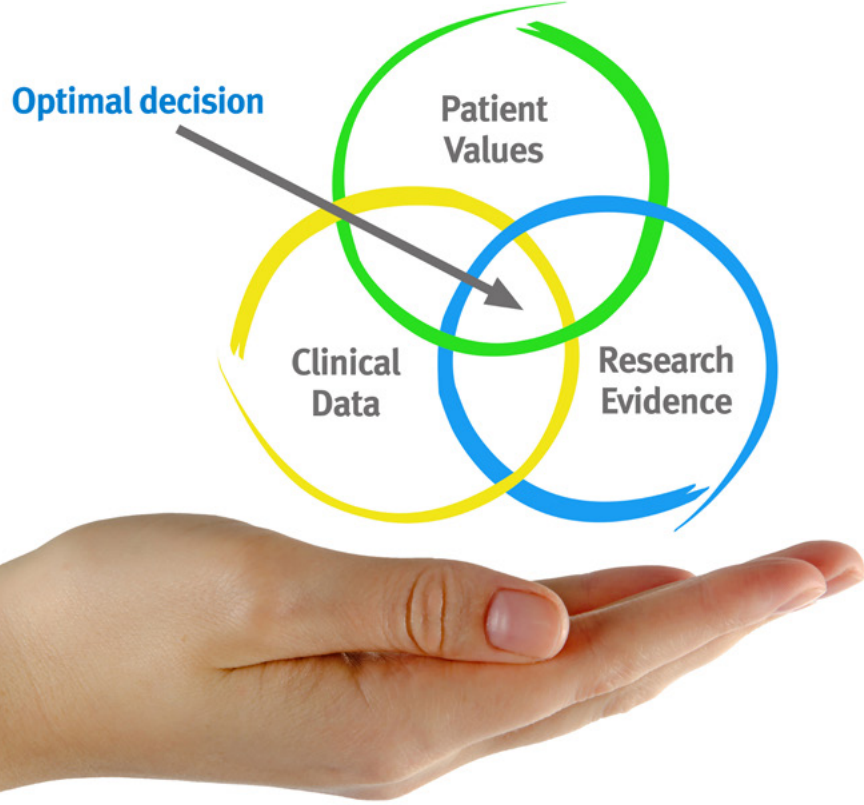 Optimal decision
Patient
Values
Clinical
Data
Research
Evidence